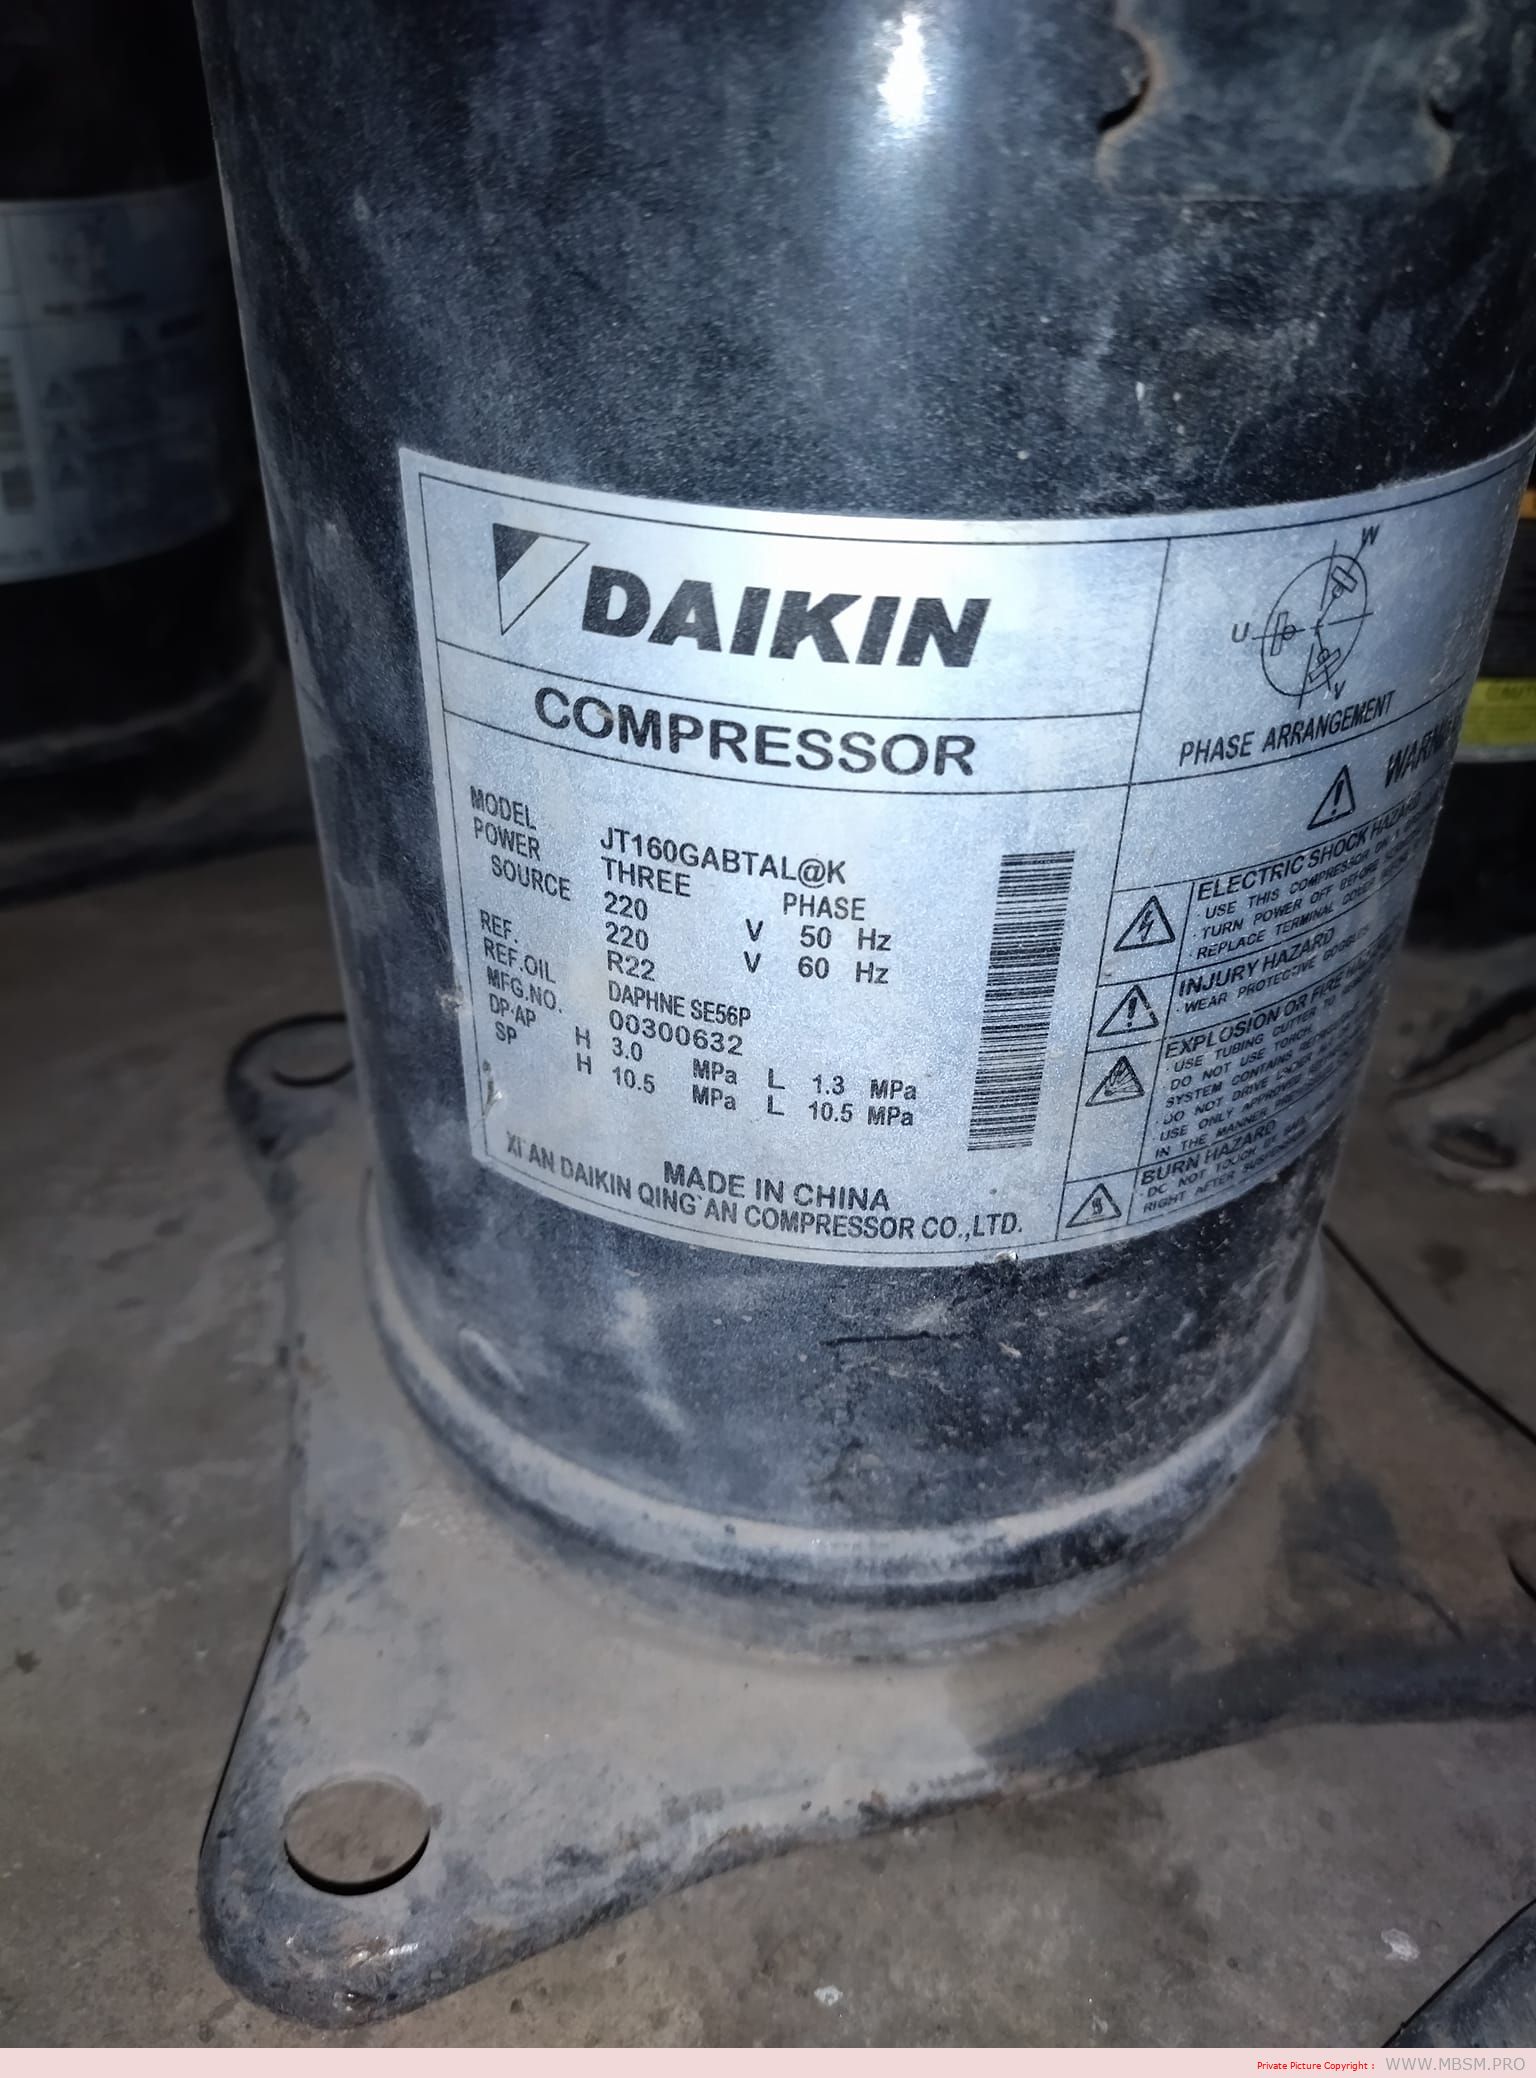 DAIKIN
COMPRESSOR
MODEL JT160GABTAL@K
POWER THREE PHASE
SOURCE 220 V 50 Hz
220 V 60 Hz
REF. R22
REF.OIL DAPHNE SE56P
MFG.NO. 00300632
DP·AP H 3.0 MPa L 1.3 MPa
SP H 10.5 MPa L 10.5 MPa
MADE IN CHINA
XI`AN DAIKIN QING`AN COMPRESSOR CO.,LTD.
W
U
V
PHASE ARRANGEMENT
WARNING
ELECTRIC SHOCK HAZARD
· USE THIS COMPRESSOR ON
· TURN POWER OFF BEFORE
· REPLACE TERMINAL COVER
INJURY HAZARD
· WEAR PROTECTIVE GOGGLES
EXPLOSION OR FIRE HAZARD
· USE TUBING CUTTER TO
· DO NOT USE TORCH
SYSTEM CONTAINS
· DO NOT
USE ONLY APPROVED
IN THE MANNER
BURN HAZARD
· DO NOT TOUCH
RIGHT AFTER
Private Picture Copyright : WWW.MBSM.PRO